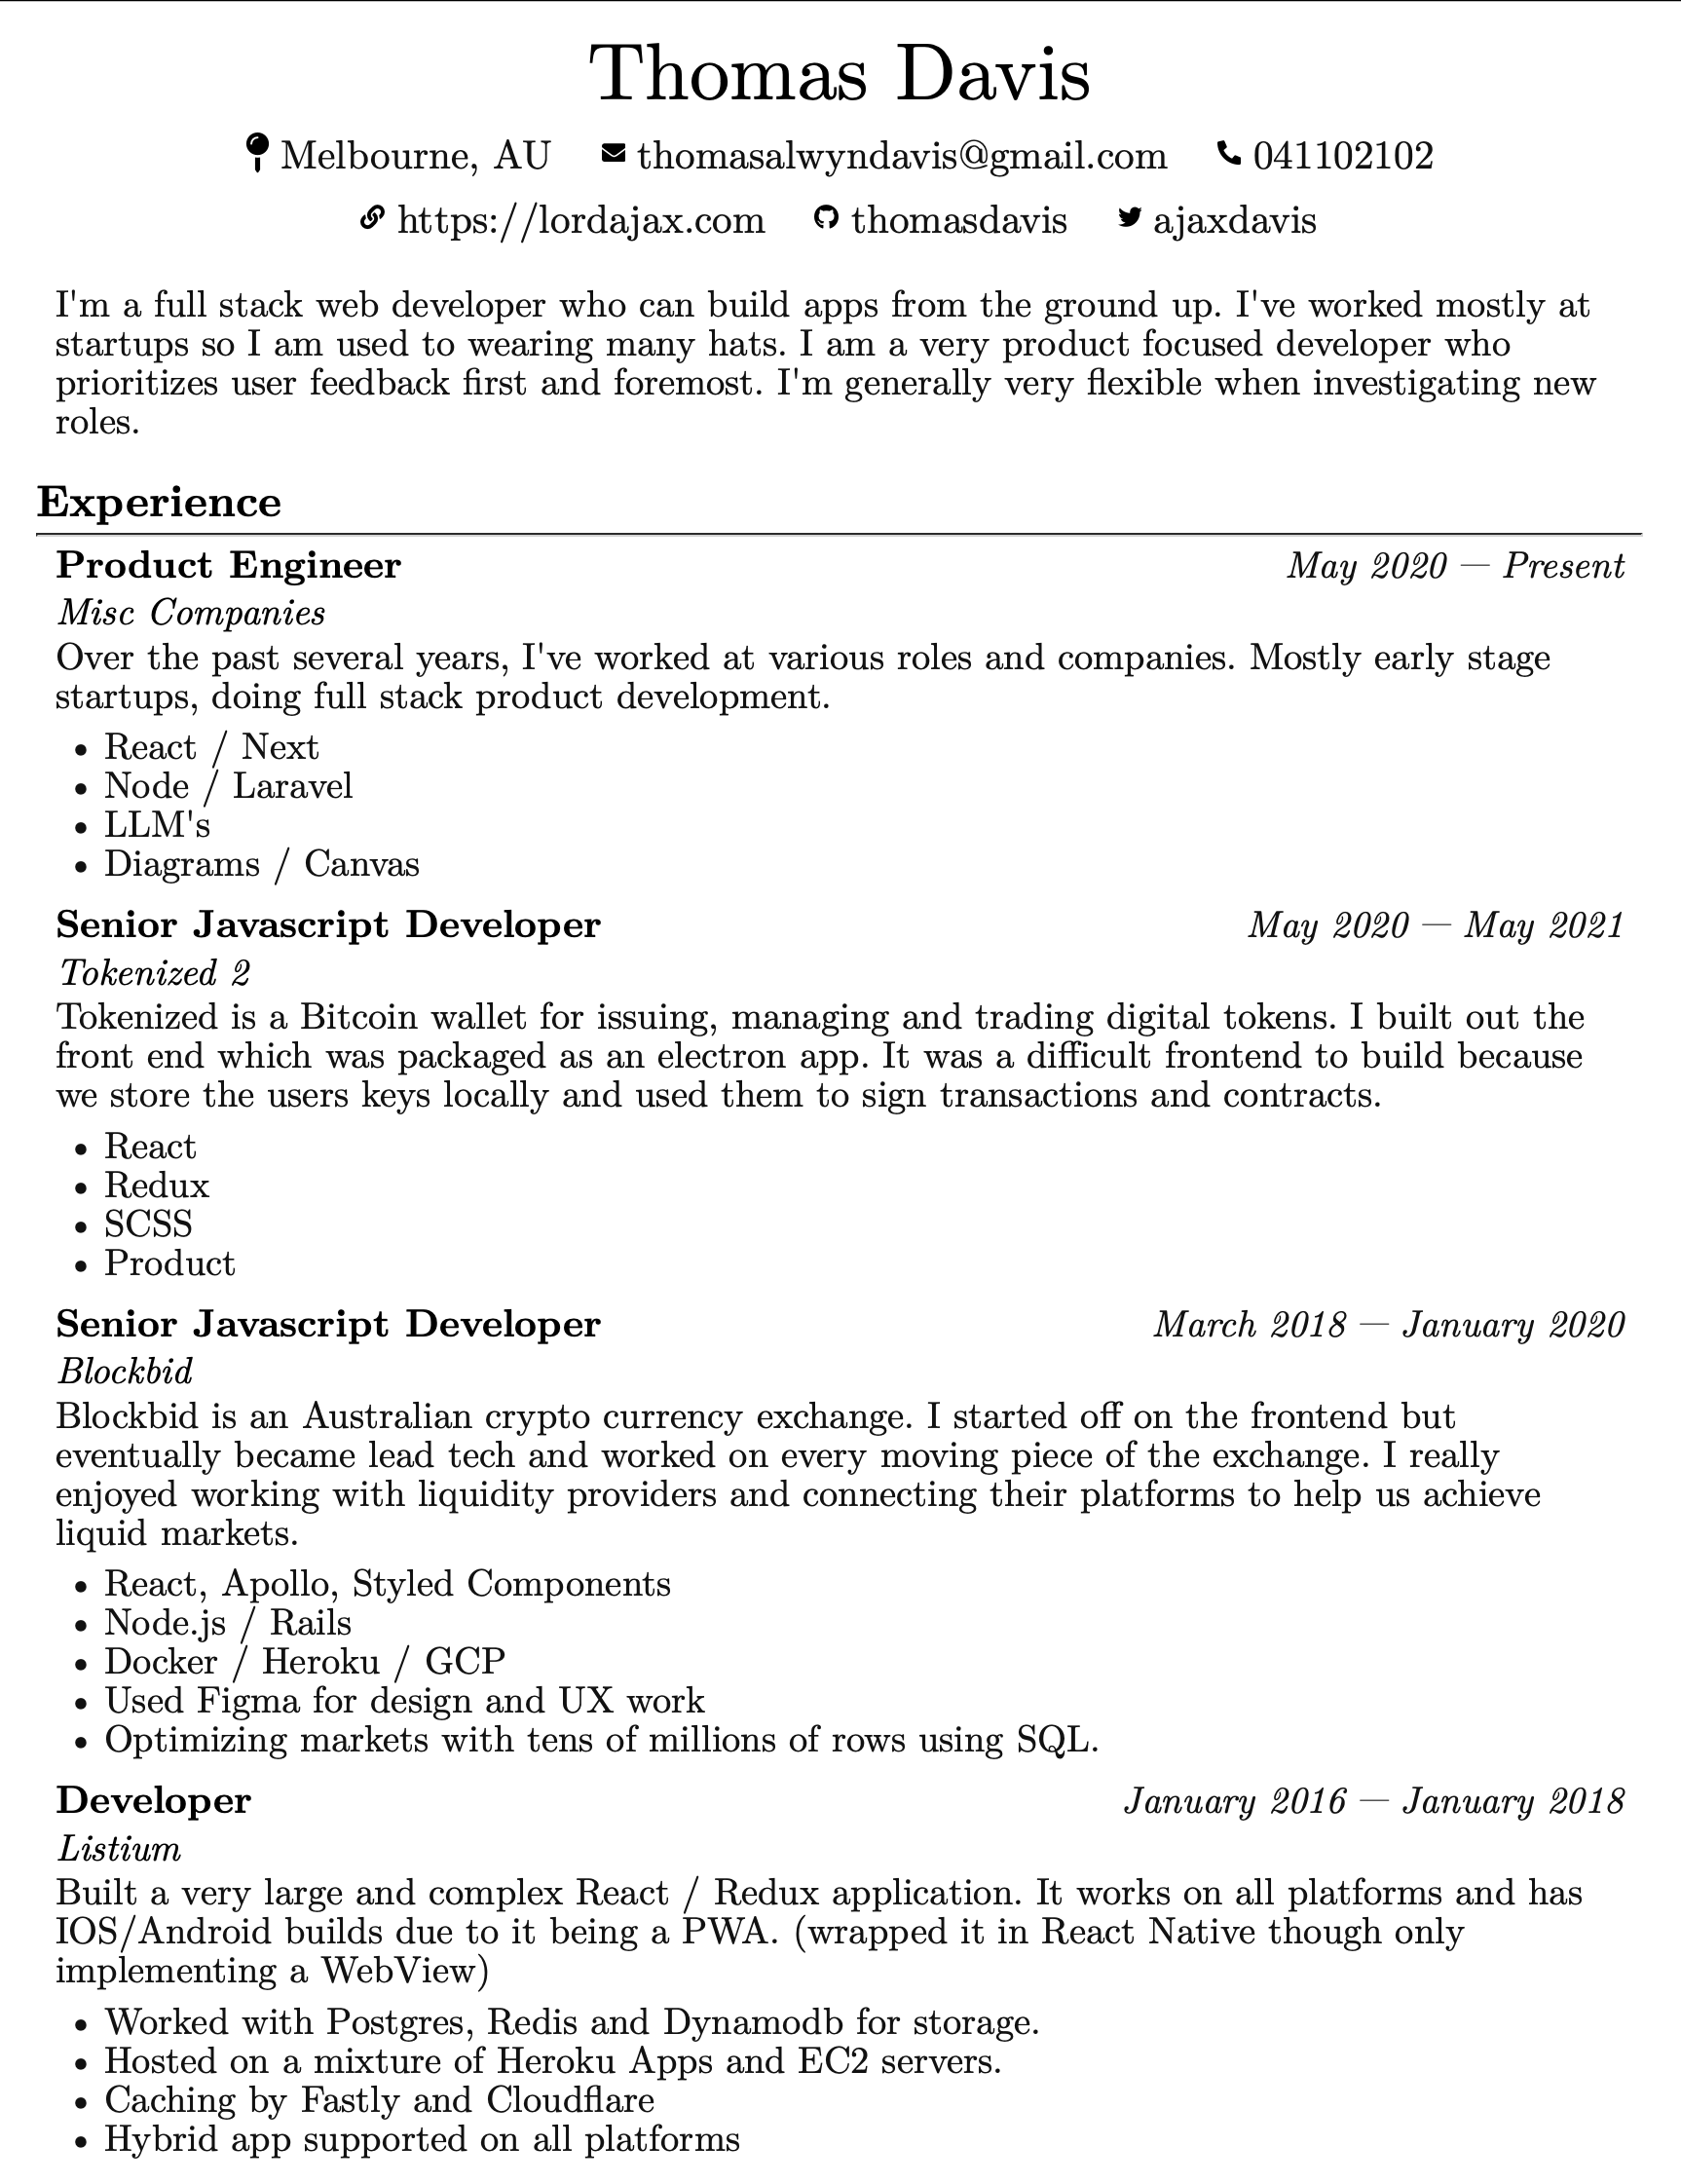 Thomas Davis
Melbourne, AU thomasalwyndavis@gmail.com 041102102
https://lordajax.com thomasdavis ajaxdavis
I'm a full stack web developer who can build apps from the ground up. I've worked mostly at
startups so I am used to wearing many hats. I am a very product focused developer who
prioritizes user feedback first and foremost. I'm generally very flexible when investigating new
roles.
Experience
Product Engineer May 2020 — Present
Misc Companies
Over the past several years, I've worked at various roles and companies. Mostly early stage
startups, doing full stack product development.
• React / Next
• Node / Laravel
• LLM's
• Diagrams / Canvas
Senior Javascript Developer May 2020 — May 2021
Tokenized 2
Tokenized is a Bitcoin wallet for issuing, managing and trading digital tokens. I built out the
front end which was packaged as an electron app. It was a difficult frontend to build because
we store the users keys locally and used them to sign transactions and contracts.
• React
• Redux
• SCSS
• Product
Senior Javascript Developer March 2018 — January 2020
Blockbid
Blockbid is an Australian crypto currency exchange. I started off on the frontend but
eventually became lead tech and worked on every moving piece of the exchange. I really
enjoyed working with liquidity providers and connecting their platforms to help us achieve
liquid markets.
• React, Apollo, Styled Components
• Node.js / Rails
• Docker / Heroku / GCP
• Used Figma for design and UX work
• Optimizing markets with tens of millions of rows using SQL.
Developer January 2016 — January 2018
Listium
Built a very large and complex React / Redux application. It works on all platforms and has
IOS/Android builds due to it being a PWA. (wrapped it in React Native though only
implementing a WebView)
• Worked with Postgres, Redis and Dynamodb for storage.
• Hosted on a mixture of Heroku Apps and EC2 servers.
• Caching by Fastly and Cloudflare
• Hybrid app supported on all platforms